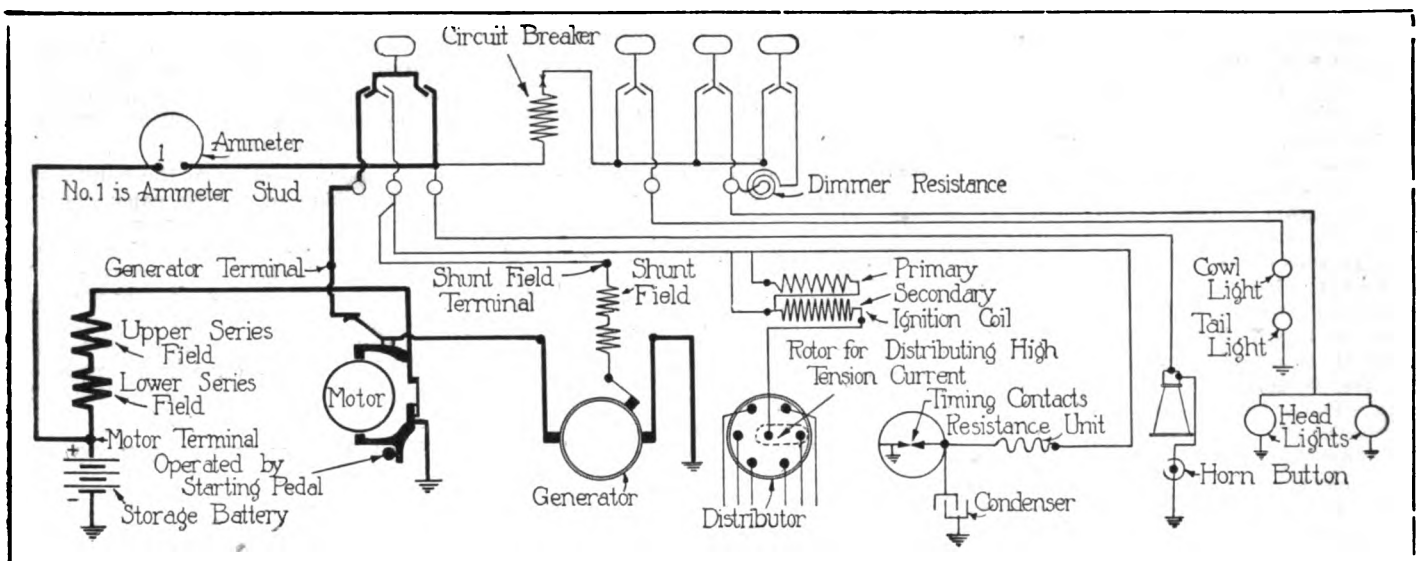 Circuit Breaker
1
Ammeter
No.1 is Ammeter Stud
Dimmer Resistance
Generator Terminal
Shunt Field
Terminal
Shunt
Field
Primary
Secondary
Ignition Coil
Cowl
Light
Tail
Light
Upper Series
Field
Lower Series
Field
Motor
Rotor for Distributing High
Tension Current
Timing Contacts
Resistance Unit
Head
Lights
Motor Terminal
+
-
Operated by
Starting Pedal
Storage Battery
Generator
Distributor
Condenser
Horn Button